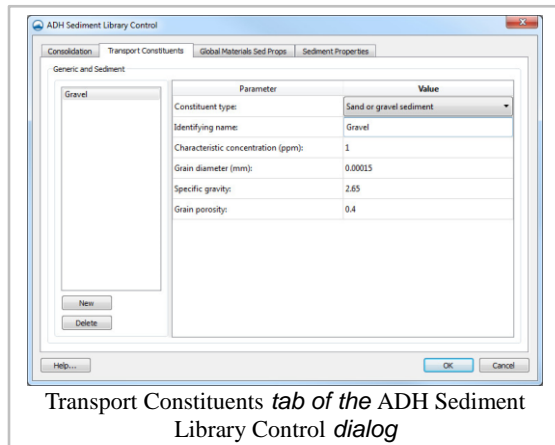 ADH Sediment Library Control
Consolidation Transport Constituents Global Materials Sed Props Sediment Properties
Generic and Sediment
Gravel
Parameter Value
Constituent type: Sand or gravel sediment
Identifying name: Gravel
Characteristic concentration (ppm): 1
Grain diameter (mm): 0.00015
Specific gravity: 2.65
Grain porosity: 0.4
New
Delete
Help... OK Cancel
Transport Constituents tab of the ADH Sediment
Library Control dialog